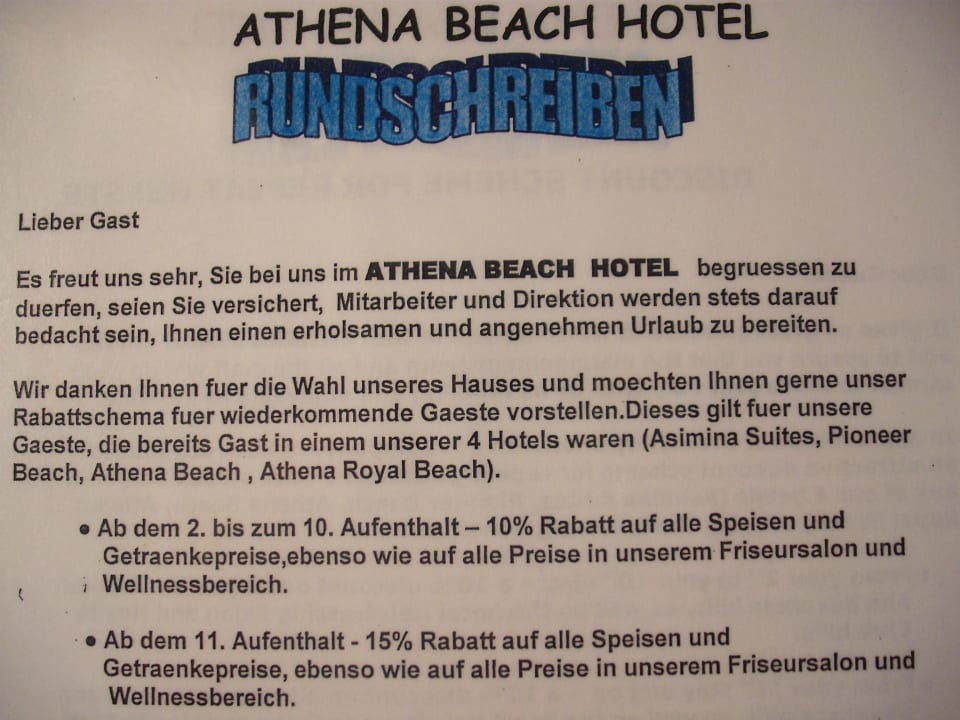 ATHENA BEACH HOTEL
RUNDSCHREIBEN
DISCOUNT SCHEME FOR REPEAT GUESTS
Lieber Gast
Es freut uns sehr, Sie bei uns im ATHENA BEACH HOTEL begruessen zu
duerfen, seien Sie versichert, Mitarbeiter und Direktion werden stets darauf
bedacht sein, Ihnen einen erholsamen und angenehmen Urlaub zu bereiten.
Wir danken Ihnen fuer die Wahl unseres Hauses und moechten Ihnen gerne unser
Rabattschema fuer wiederkommende Gaeste vorstellen.Dieses gilt fuer unsere
Gaeste, die bereits Gast in einem unserer 4 Hotels waren (Asimina Suites, Pioneer
Beach, Athena Beach , Athena Royal Beach).
• Ab dem 2. bis zum 10. Aufenthalt – 10% Rabatt auf alle Speisen und
Getraenkepreise,ebenso wie auf alle Preise in unserem Friseursalon und
Wellnessbereich.
• Ab dem 11. Aufenthalt - 15% Rabatt auf alle Speisen und
Getraenkepreise, ebenso wie auf alle Preise in unserem Friseursalon und
Wellnessbereich.